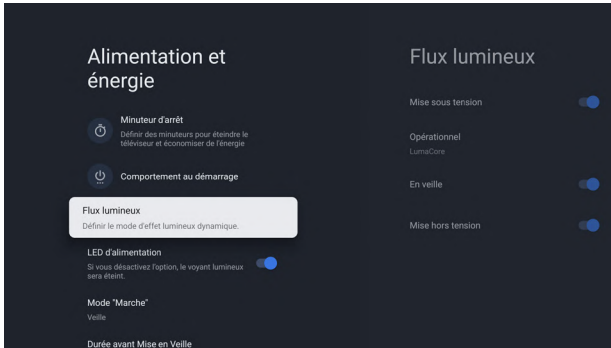 Alimentation et
énergie
Minuteur d'arrêt
Définir des minuteurs pour éteindre le
téléviseur et économiser de l'énergie
Comportement au démarrage
Flux lumineux
Définir le mode d'effet lumineux dynamique.
LED d'alimentation
Si vous désactivez l'option, le voyant lumineux
sera éteint.
Mode "Marche"
Veille
Durée avant Mise en Veille
Flux lumineux
Mise sous tension
Opérationnel
LumaCore
En veille
Mise hors tension